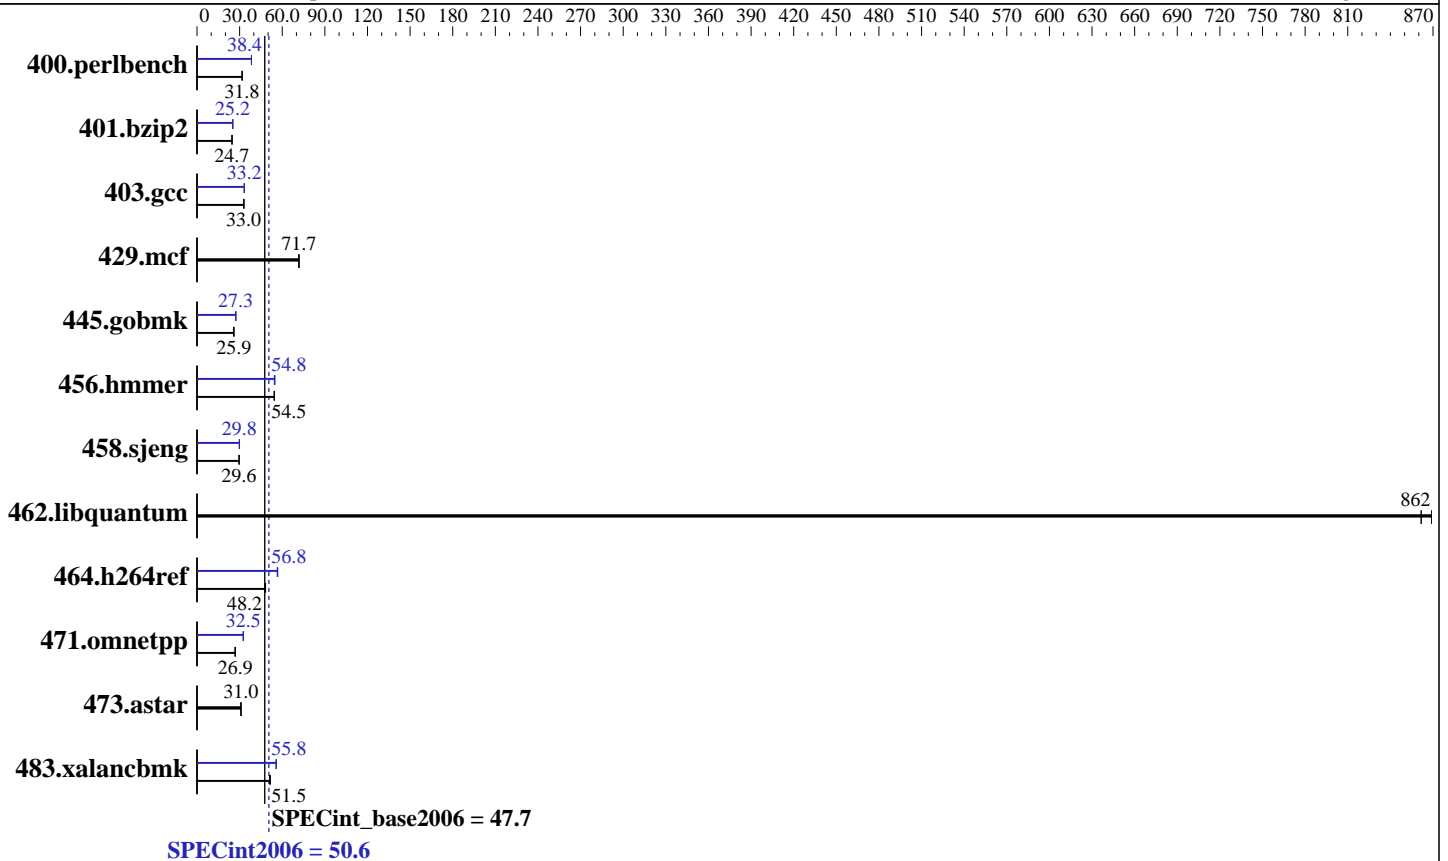 0 30.0 60.0 90.0 120 150 180 210 240 270 300 330 360 390 420 450 480 510 540 570 600 630 660 690 720 750 780 810 870
38.4
400.perlbench
31.8
25.2
401.bzip2
24.7
33.2
403.gcc
33.0
71.7
429.mcf
27.3
445.gobmk
25.9
54.8
456.hmmer
54.5
29.8
458.sjeng
29.6
862
462.libquantum
56.8
464.h264ref
48.2
32.5
471.omnetpp
26.9
31.0
473.astar
55.8
483.xalancbmk
51.5
SPECint_base2006 = 47.7
SPECint2006 = 50.6